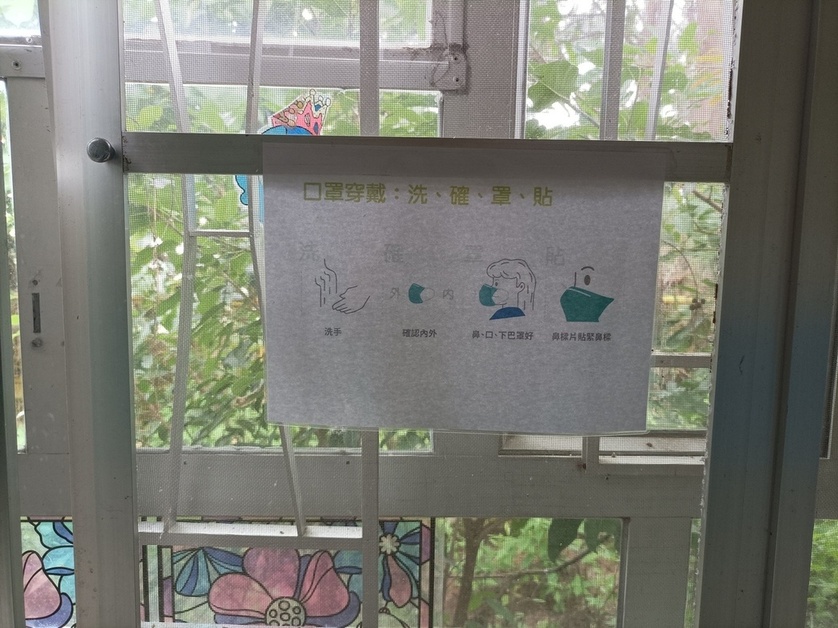 口罩穿戴：洗、確、罩、貼
洗 確 罩 貼
外 內
洗手 確認內外 鼻、口、下巴罩好 鼻樑片貼緊鼻樑